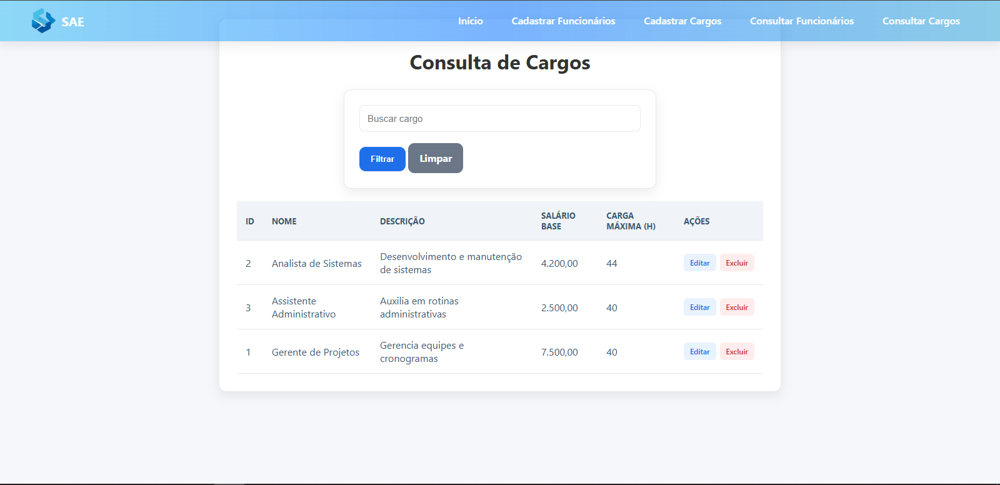 SAE
Início Cadastrar Funcionários Cadastrar Cargos Consultar Funcionários Consultar Cargos
Consulta de Cargos
Buscar cargo
Filtrar Limpar
ID NOME DESCRIÇÃO SALÁRIO BASE CARGA MÁXIMA (H) AÇÕES
2 Analista de Sistemas Desenvolvimento e manutenção de sistemas 4.200,00 44 Editar Excluir
3 Assistente Administrativo Auxilia em rotinas administrativas 2.500,00 40 Editar Excluir
1 Gerente de Projetos Gerencia equipes e cronogramas 7.500,00 40 Editar Excluir